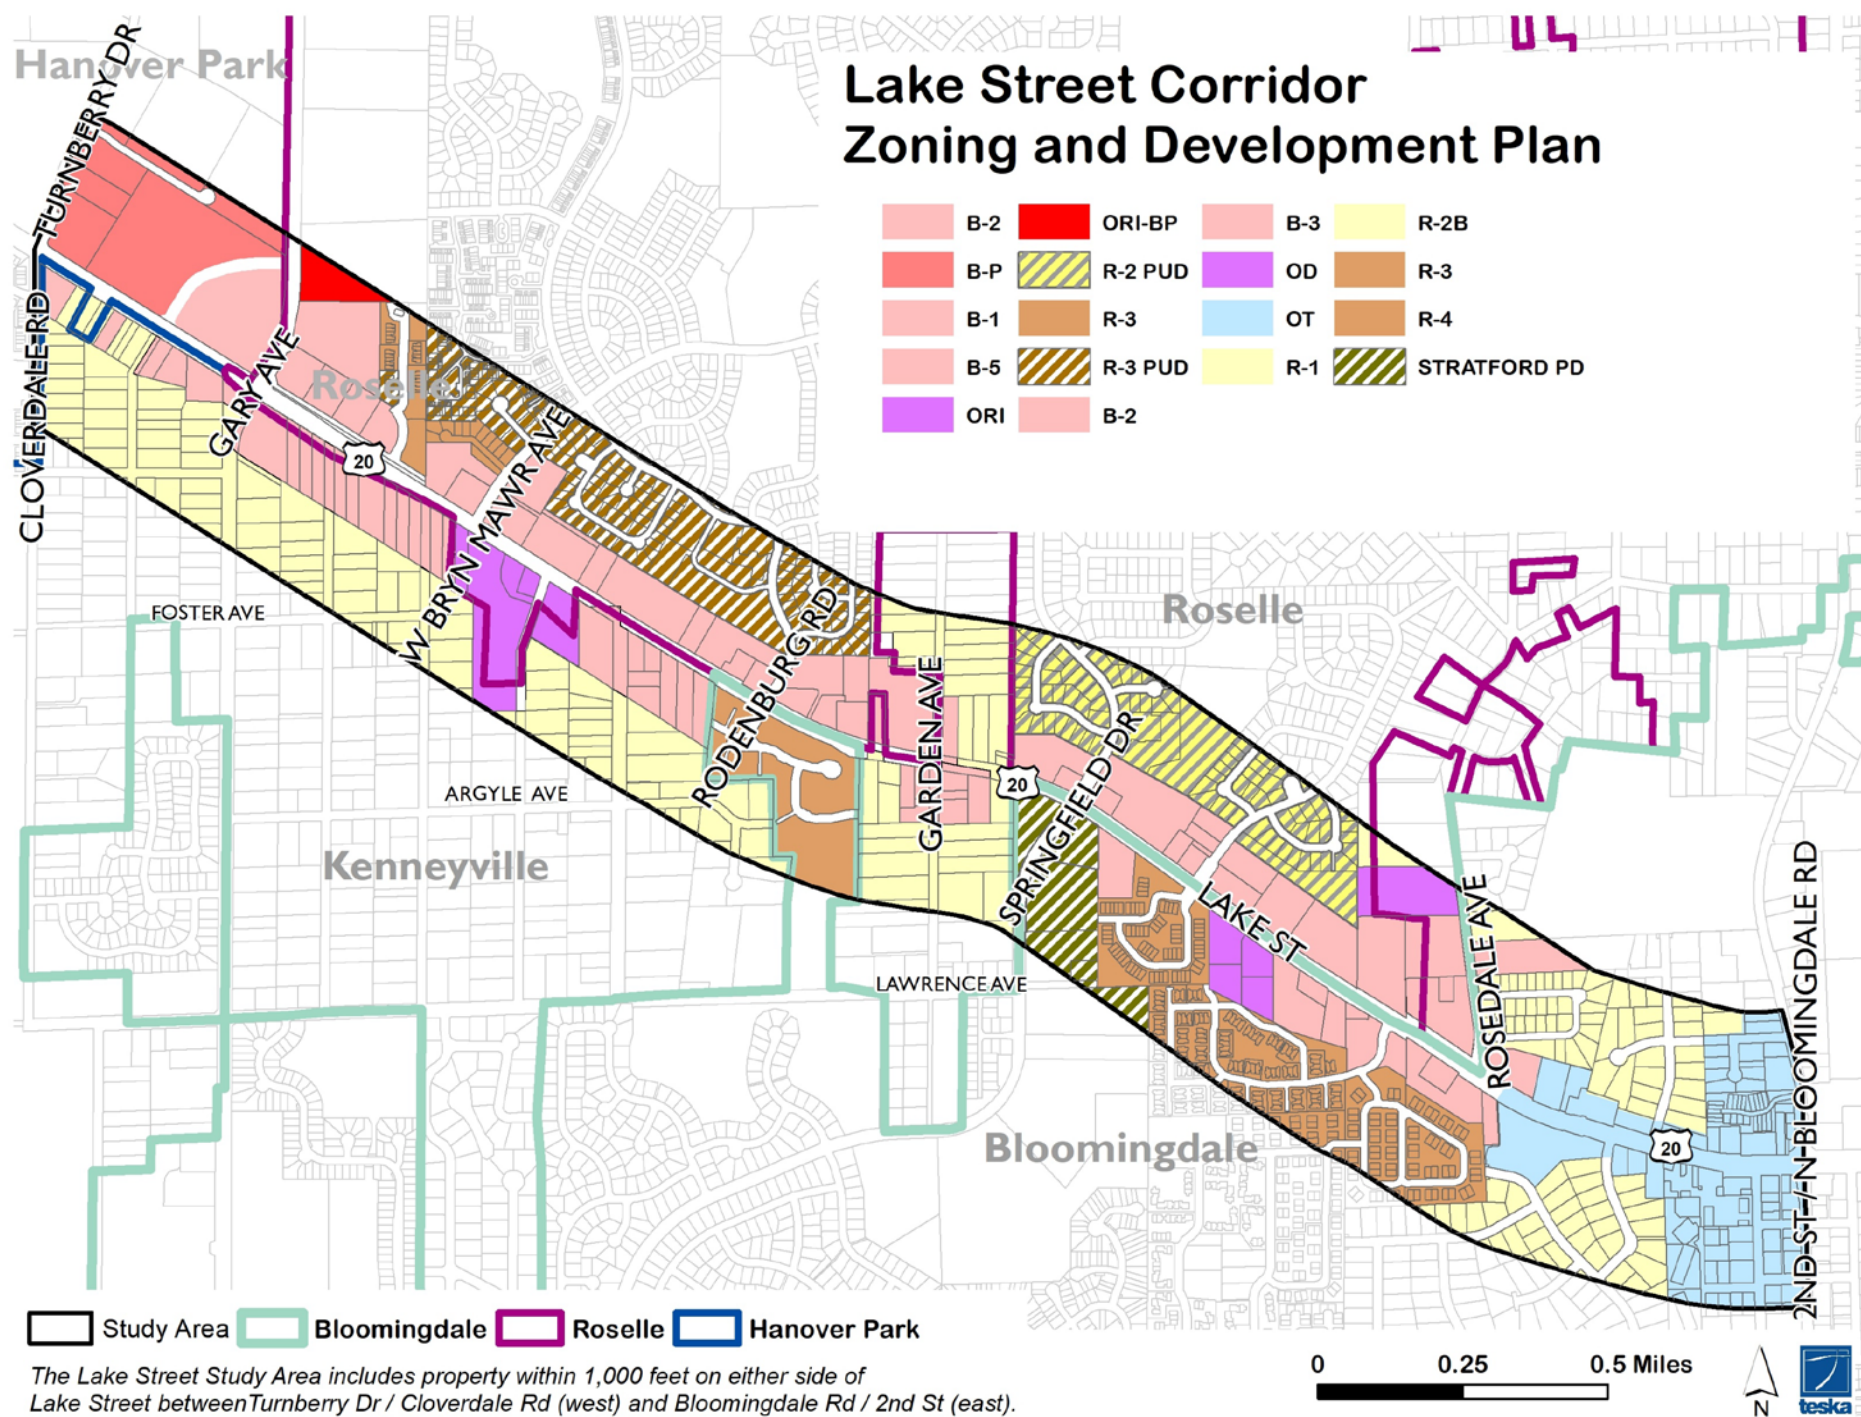 Hanover Park
TURNBERRY DR
Lake Street Corridor
Zoning and Development Plan
B-2 ORI-BP B-3 R-2B
B-P R-2 PUD OD R-3
B-1 R-3 OT R-4
B-5 R-3 PUD R-1 STRATFORD PD
ORI B-2
CLOVERDALE RD
GARY AVE
Roselle
20
W BRYN MAWR AVE
FOSTER AVE
Roselle
RODENBURG RD
GARDEN AVE
20
SPRINGFIELD DR
ARGYLE AVE
Kenneyville
LAKE ST
ROSEDALE AVE
2ND ST / N BLOOMINGDALE RD
LAWRENCE AVE
Bloomingdale
20
Study Area Bloomingdale Roselle Hanover Park
The Lake Street Study Area includes property within 1,000 feet on either side of
Lake Street betweenTurnberry Dr / Cloverdale Rd (west) and Bloomingdale Rd / 2nd St (east).
0 0.25 0.5 Miles
N
teska